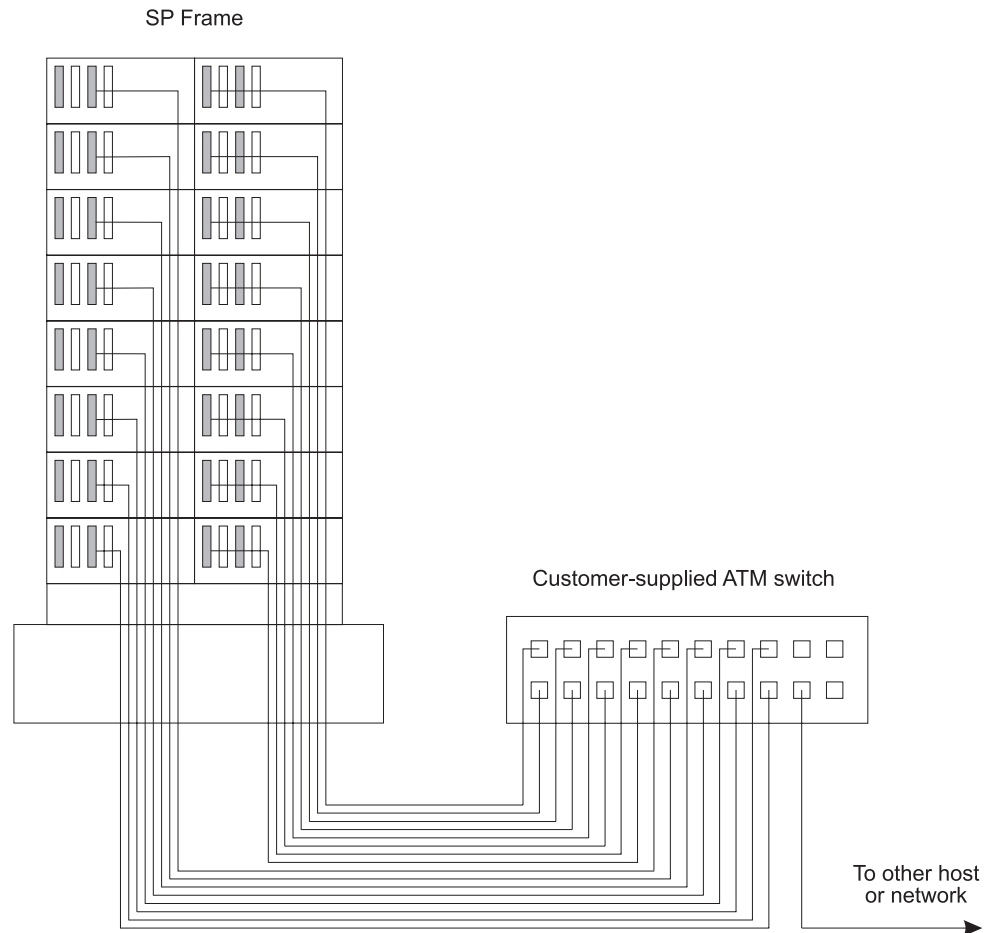 SP Frame
Customer-supplied ATM switch
To other host
or network